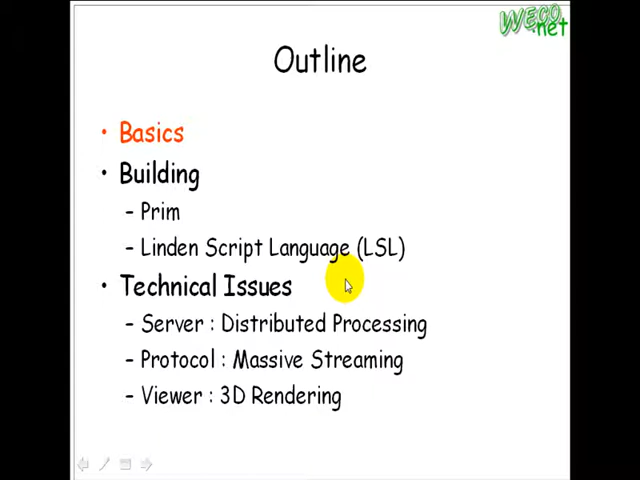 WECO
.net
Outline
• Basics
• Building
– Prim
– Linden Script Language (LSL)
• Technical Issues
– Server : Distributed Processing
– Protocol : Massive Streaming
– Viewer : 3D Rendering